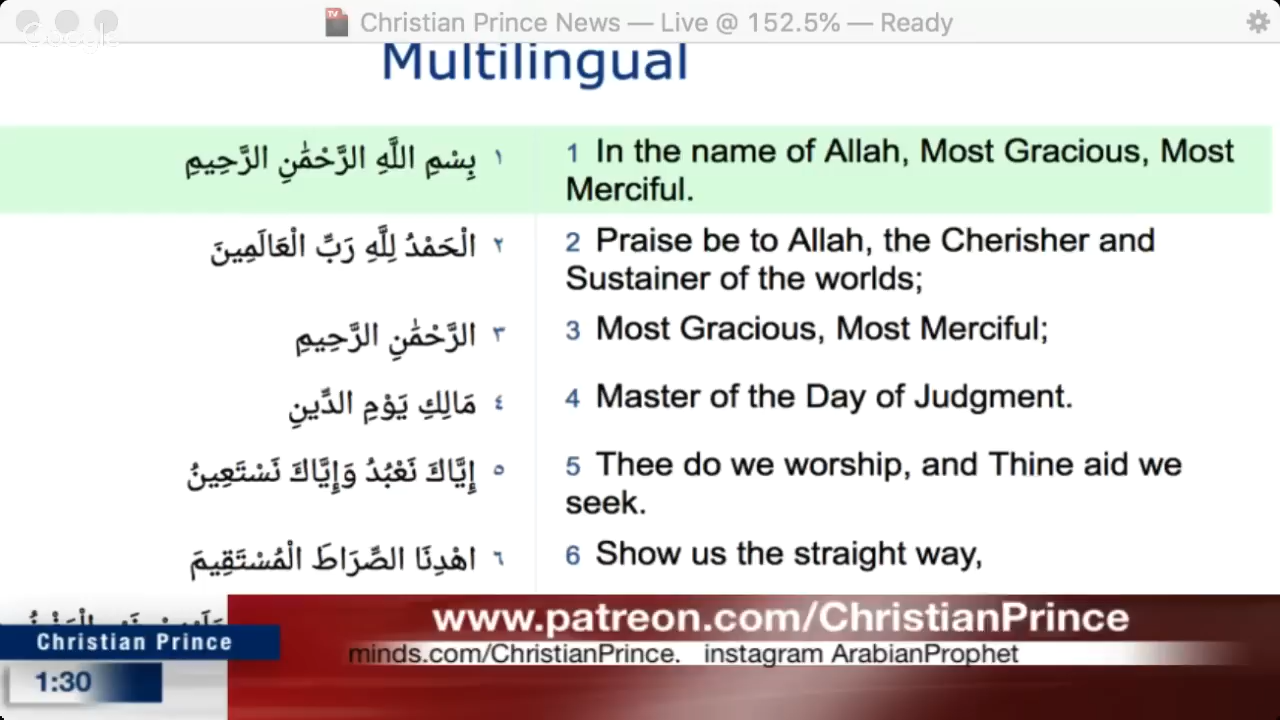 Christian Prince News — Live @ 152.5% — Ready
Google
Multilingual
بِسْمِ اللَّهِ الرَّحْمَٰنِ الرَّحِيمِ ١
1 In the name of Allah, Most Gracious, Most
Merciful.
الْحَمْدُ لِلَّهِ رَبِّ الْعَالَمِينَ ٢
2 Praise be to Allah, the Cherisher and
Sustainer of the worlds;
الرَّحْمَٰنِ الرَّحِيمِ ٣
3 Most Gracious, Most Merciful;
مَالِكِ يَوْمِ الدِّينِ ٤
4 Master of the Day of Judgment.
إِيَّاكَ نَعْبُدُ وَإِيَّاكَ نَسْتَعِينُ ٥
5 Thee do we worship, and Thine aid we
seek.
اهْدِنَا الصِّرَاطَ الْمُسْتَقِيمَ ٦
6 Show us the straight way,
www.patreon.com/ChristianPrince
Christian Prince
minds.com/ChristianPrince. instagram ArabianProphet
1:30